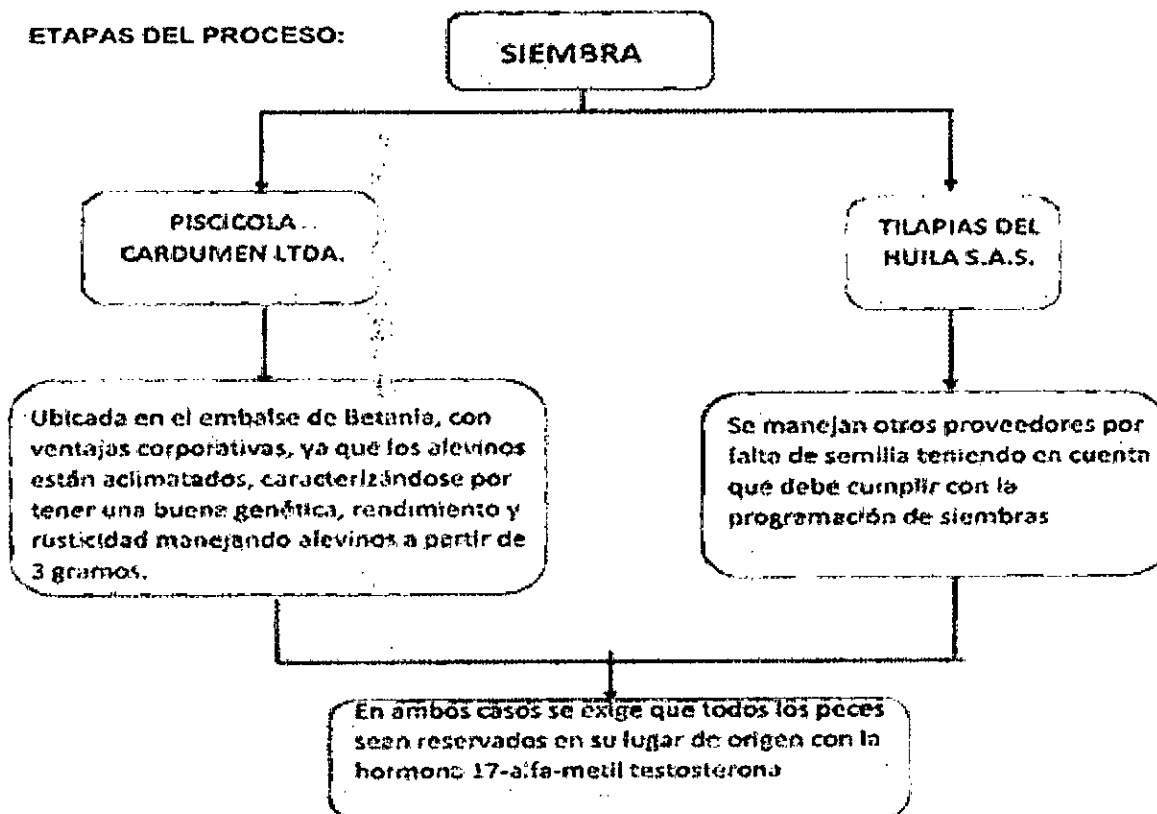 ETAPAS DEL PROCESO:
SIEMBRA
PISCICOLA
CARDUMEN LTDA.
TILAPIAS DEL
HUILA S.A.S.
Ubicada en el embalse de Betania, con
ventajas corporativas, ya que los alevinos
están aclimatados, caracterizándose por
tener una buena genética, rendimiento y
rusticidad manejando alevinos a partir de
3 gramos.
Se manejan otros proveedores por
falta de semilla teniendo en cuenta
que debe cumplir con la
programación de siembras
En ambos casos se exige que todos los peces
sean reservados en su lugar de origen con la
hormona 17-alfa-metil testosterona